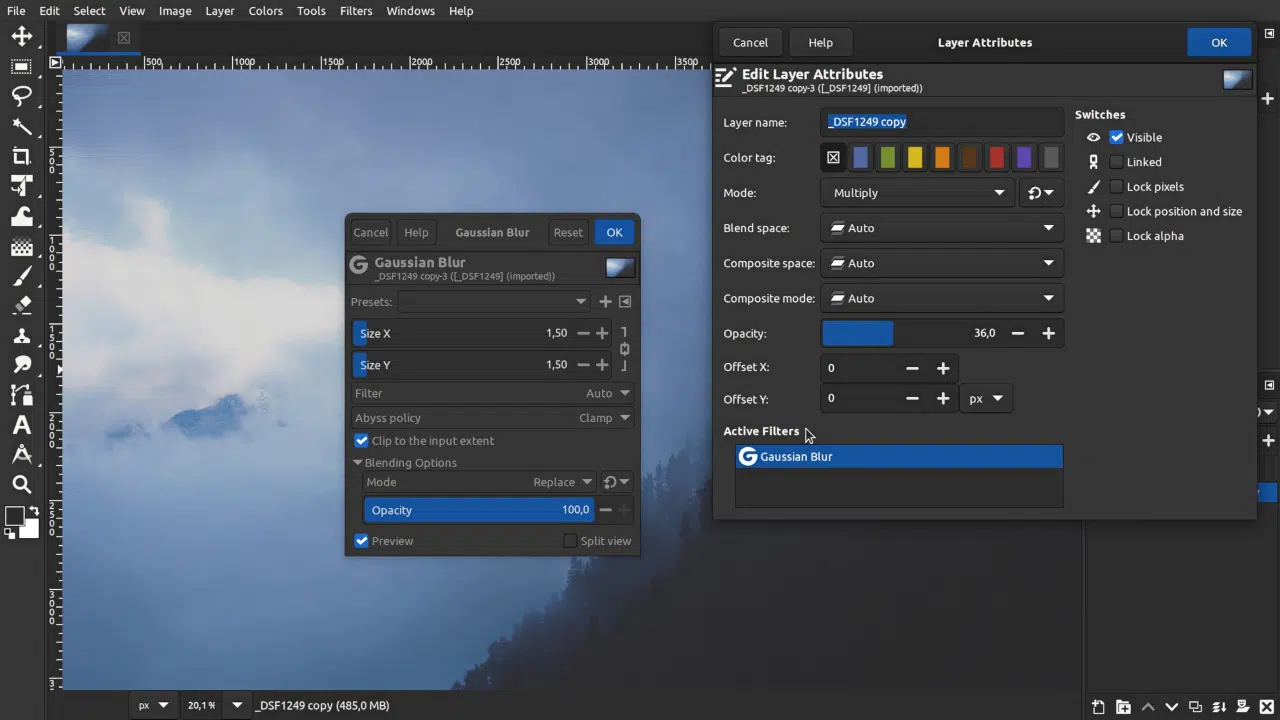 File Edit Select View Image Layer Colors Tools Filters Windows Help
500 1000 1500 2000 2500 3000 3500
500
1000
1500
2000
2500
3000
Cancel Help Gaussian Blur Reset OK
Gaussian Blur
_DSF1249 copy-3 ([_DSF1249] (imported))
Presets:
Size X 1,50
Size Y 1,50
Filter Auto
Abyss policy Clamp
Clip to the input extent
Blending Options
Mode Replace
Opacity 100,0
Preview Split view
Cancel Help Layer Attributes OK
Edit Layer Attributes
_DSF1249 copy-3 ([_DSF1249] (imported))
Layer name: _DSF1249 copy
Color tag:
Mode: Multiply
Blend space: Auto
Composite space: Auto
Composite mode: Auto
Opacity: 36,0
Offset X: 0
Offset Y: 0 px
Active Filters
Gaussian Blur
Switches
Visible
Linked
Lock pixels
Lock position and size
Lock alpha
px 20,1 % _DSF1249 copy (485,0 MB)